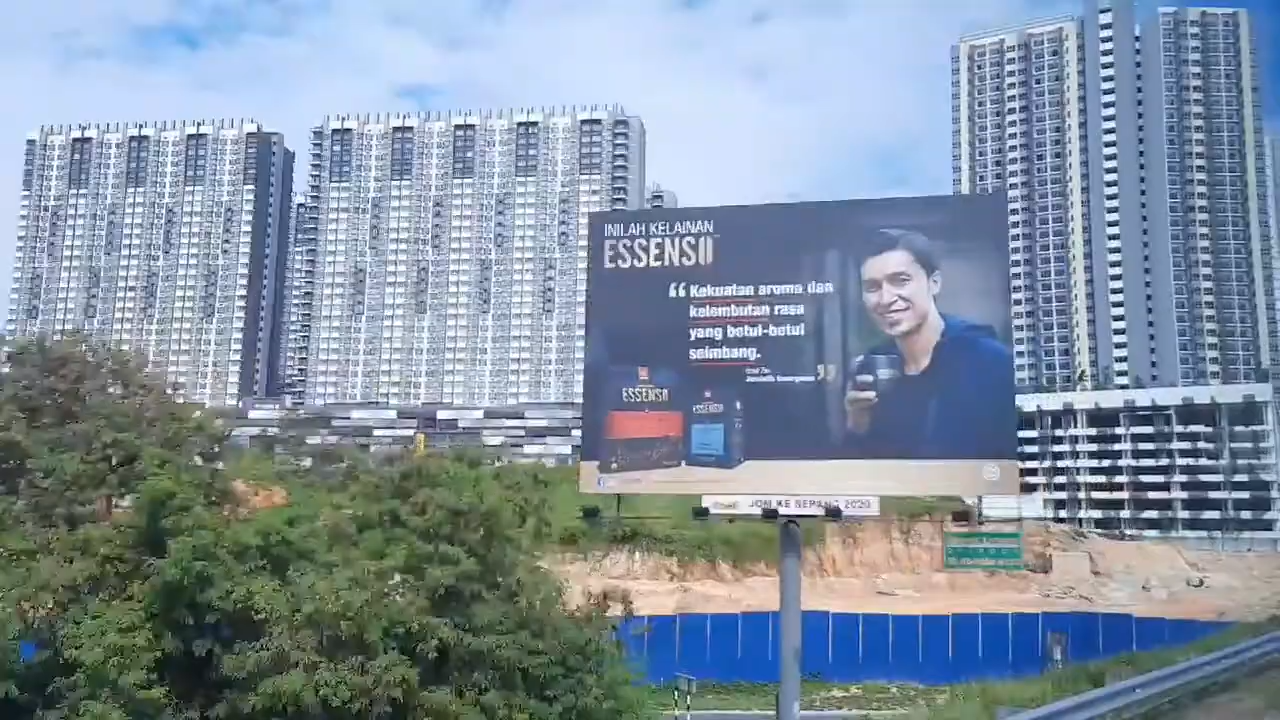 INILAH KELAINAN
ESSENSO
“Kekuatan aroma dan
kelembutan rasa
yang betul-betul
seimbang.
ESSENSO
ESSENSO
JOM KE SEPANG 2020